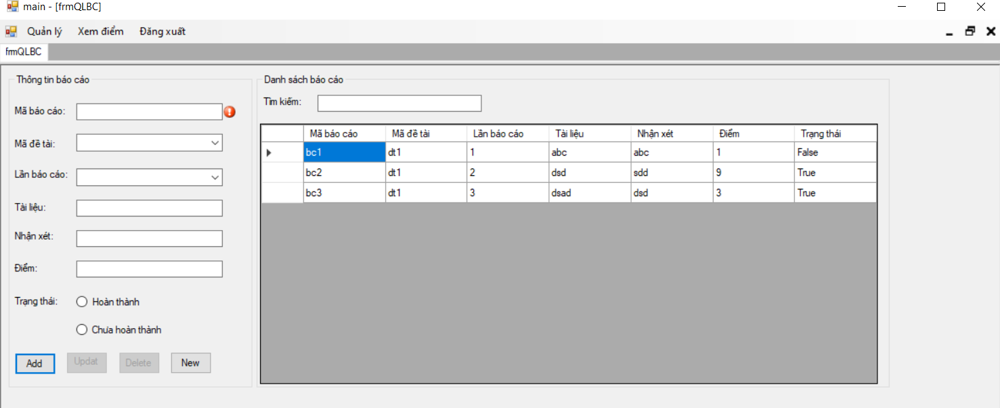 main - [frmQLBC]
Quản lý Xem điểm Đăng xuất
frmQLBC
Thông tin báo cáo
Mã báo cáo:
Mã đề tài:
Lần báo cáo:
Tài liệu:
Nhận xét:
Điểm:
Trạng thái:
Hoàn thành
Chưa hoàn thành
Add Updat Delete New
Danh sách báo cáo
Tìm kiếm:
Mã báo cáo Mã đề tài Lần báo cáo Tài liệu Nhận xét Điểm Trạng thái
bc1 dt1 1 abc abc 1 False
bc2 dt1 2 dsd sdd 9 True
bc3 dt1 3 dsad dsd 3 True